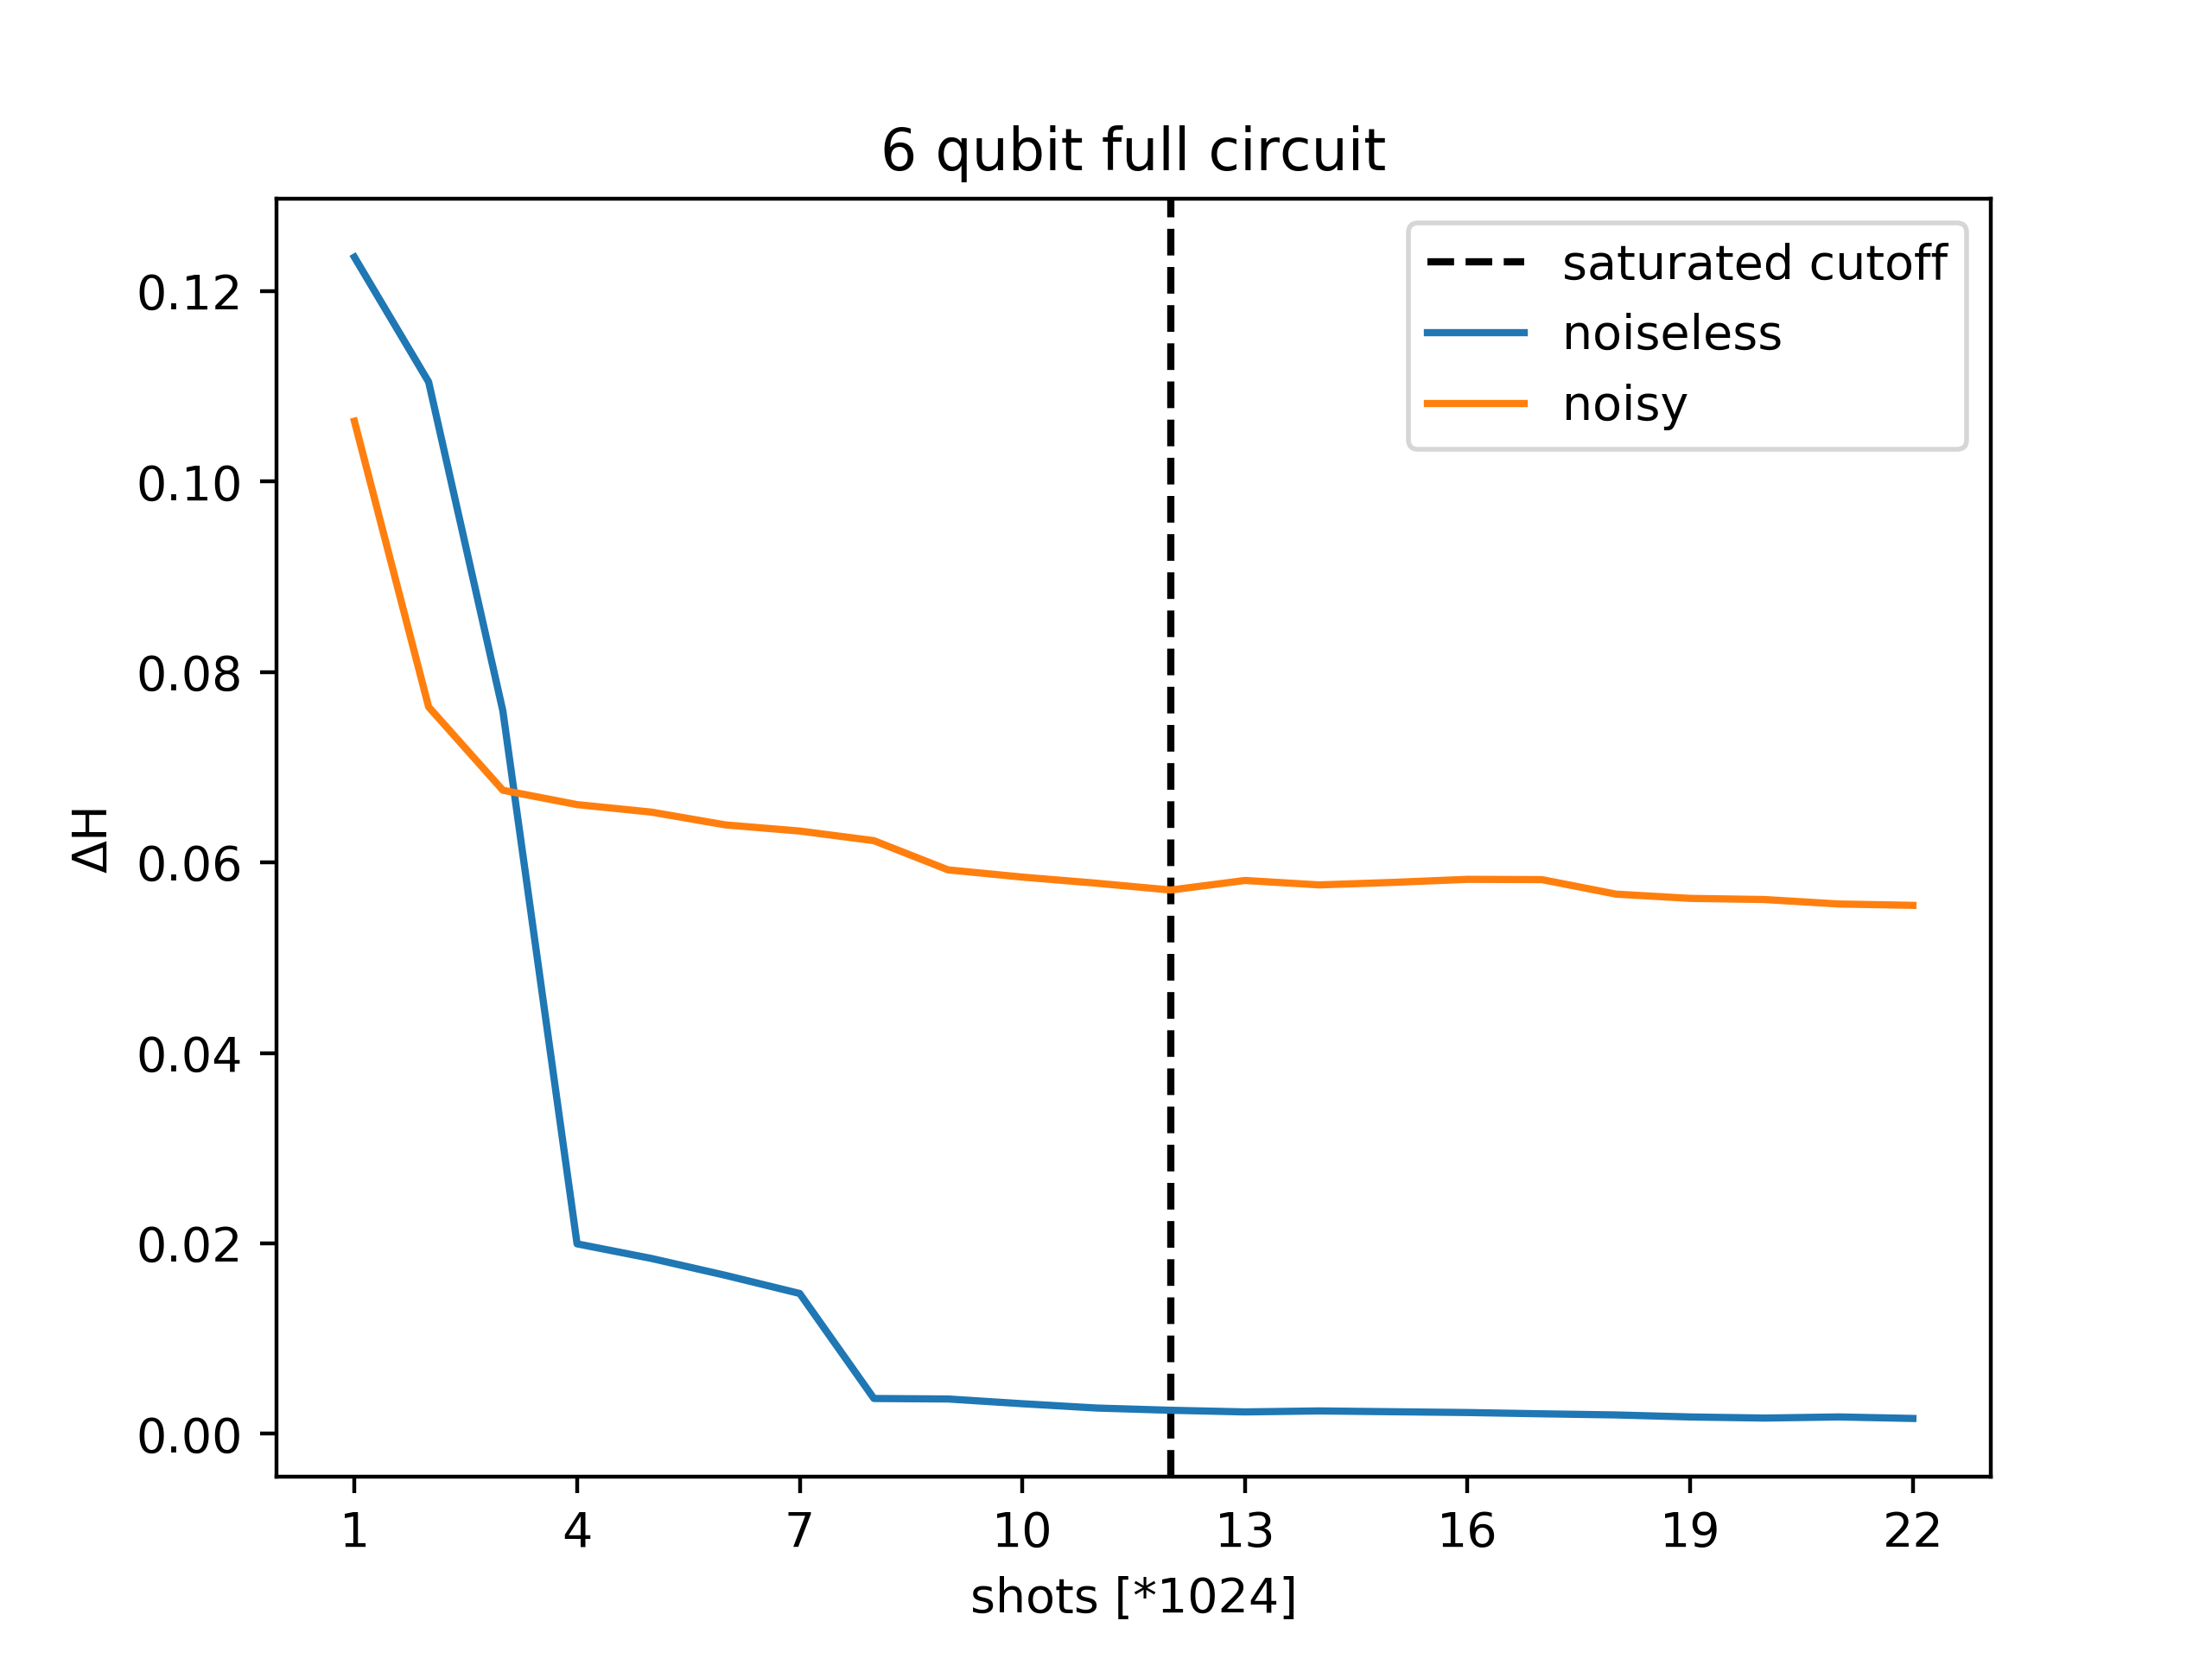 6 qubit full circuit
saturated cutoff
noiseless
noisy
0.12
0.10
0.08
0.06
0.04
0.02
0.00
ΔH
1 4 7 10 13 16 19 22
shots [*1024]